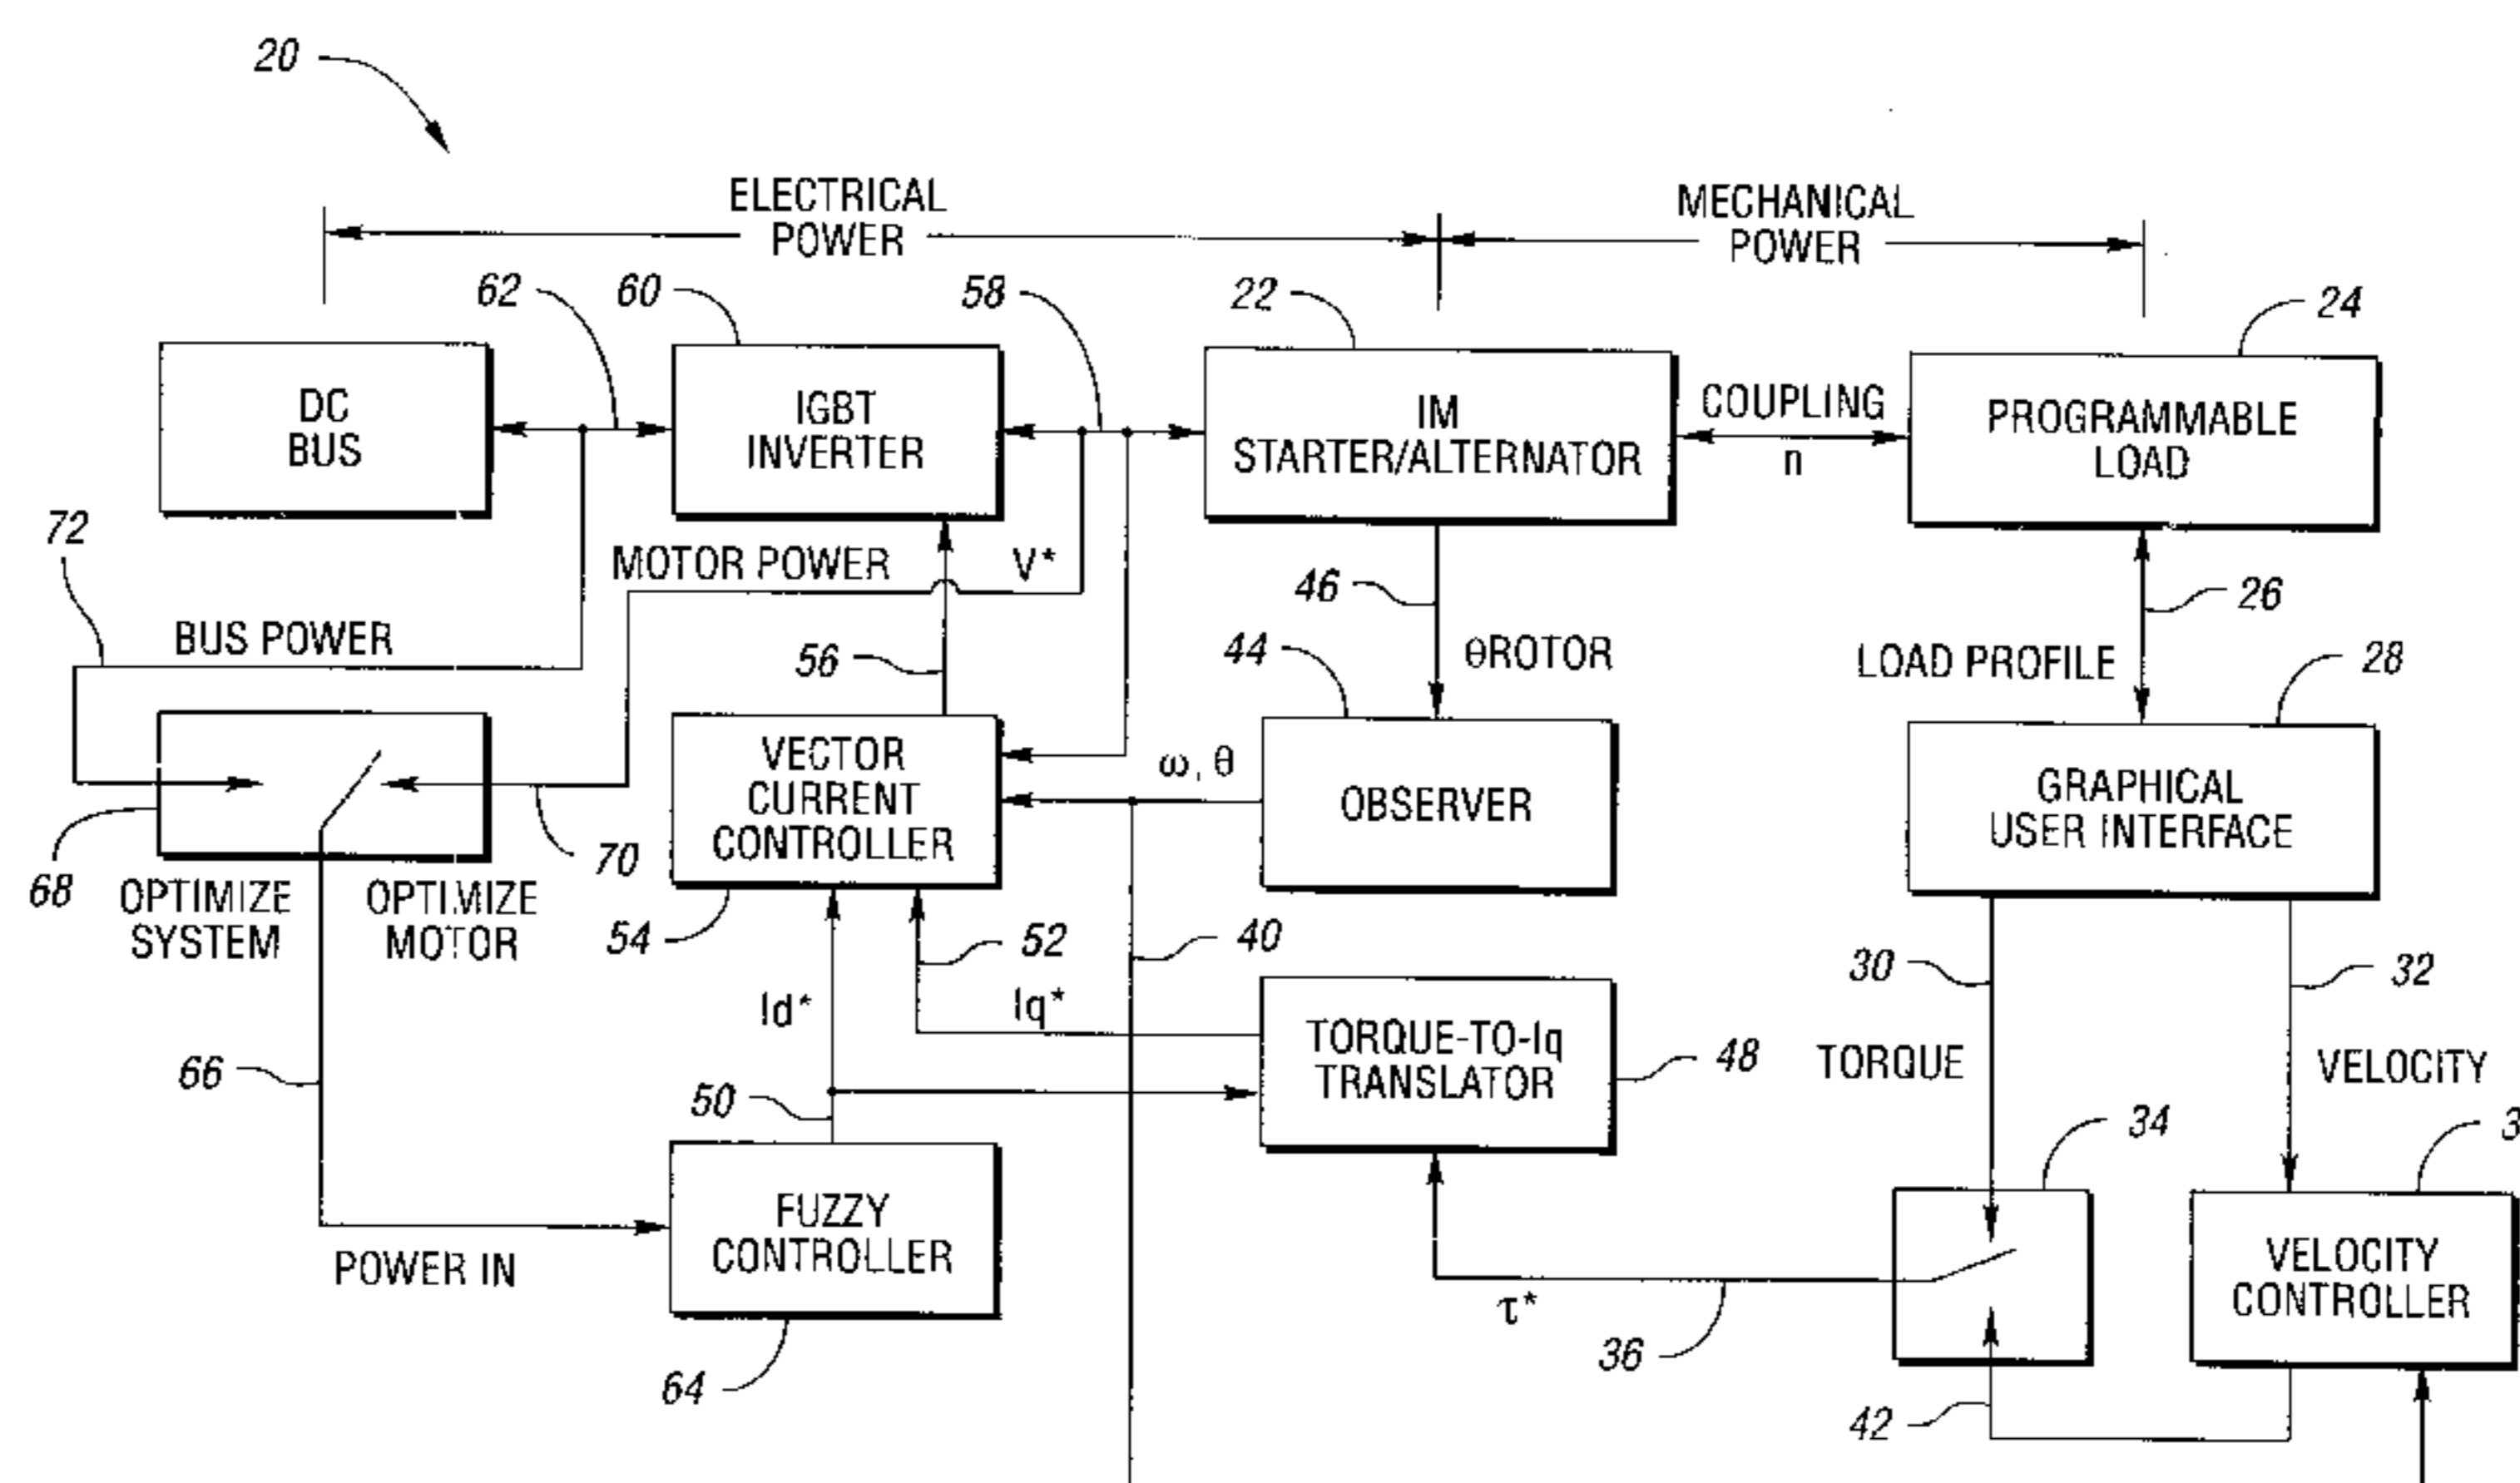 20
ELECTRICAL
POWER
MECHANICAL
POWER
62
60
58
22
24
DC
BUS
IGBT
INVERTER
IM
STARTER/ALTERNATOR
COUPLING
n
PROGRAMMABLE
LOAD
72
MOTOR POWER
V*
46
26
BUS POWER
56
44
θROTOR
LOAD PROFILE
28
VECTOR
CURRENT
CONTROLLER
ω, θ
OBSERVER
GRAPHICAL
USER INTERFACE
68
OPTIMIZE
SYSTEM
OPTIMIZE
MOTOR
70
54
52
40
30
32
Id*
Iq*
TORQUE-TO-Iq
TRANSLATOR
48
TORQUE
VELOCITY
66
50
34
FUZZY
CONTROLLER
POWER IN
τ*
36
VELOCITY
CONTROLLER
64
42